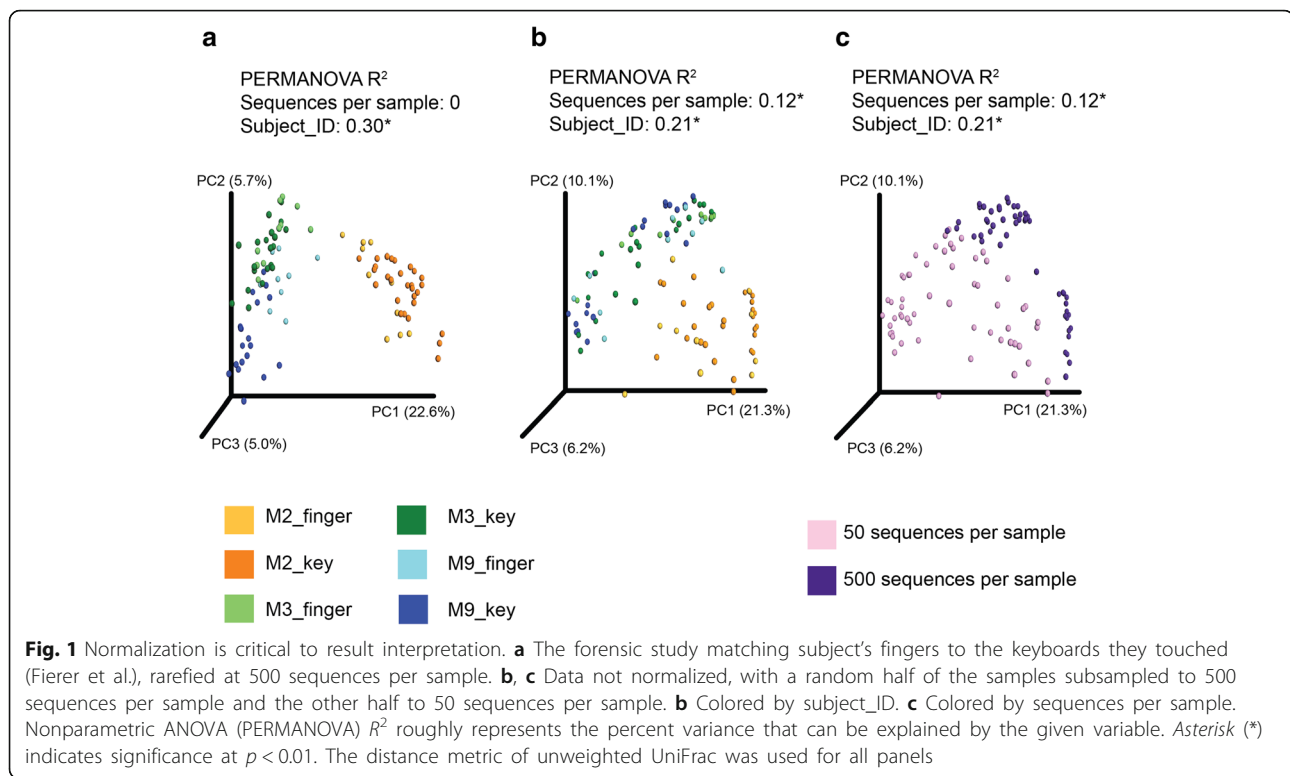 a
PERMANOVA R²
Sequences per sample: 0
Subject_ID: 0.30*
PC2 (5.7%)
PC1 (22.6%)
PC3 (5.0%)
b
PERMANOVA R²
Sequences per sample: 0.12*
Subject_ID: 0.21*
PC2 (10.1%)
PC1 (21.3%)
PC3 (6.2%)
c
PERMANOVA R²
Sequences per sample: 0.12*
Subject_ID: 0.21*
PC2 (10.1%)
PC1 (21.3%)
PC3 (6.2%)
M2_finger
M2_key
M3_finger
M3_key
M9_finger
M9_key
50 sequences per sample
500 sequences per sample
Fig. 1 Normalization is critical to result interpretation. a The forensic study matching subject's fingers to the keyboards they touched
(Fierer et al.), rarefied at 500 sequences per sample. b, c Data not normalized, with a random half of the samples subsampled to 500
sequences per sample and the other half to 50 sequences per sample. b Colored by subject_ID. c Colored by sequences per sample.
Nonparametric ANOVA (PERMANOVA) R² roughly represents the percent variance that can be explained by the given variable. Asterisk (*)
indicates significance at p < 0.01. The distance metric of unweighted UniFrac was used for all panels